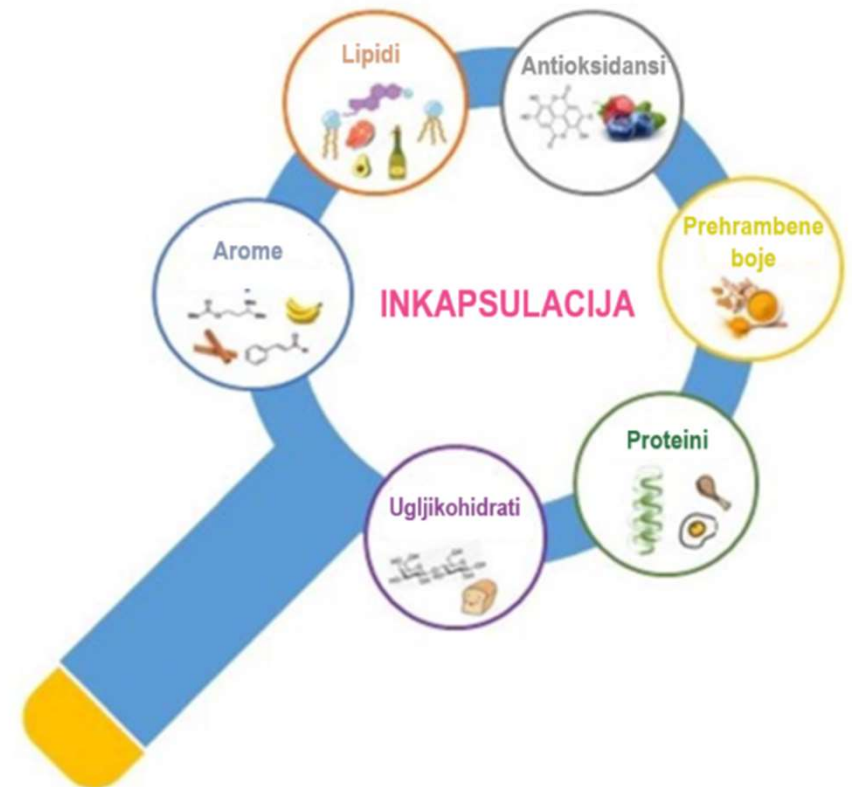 Lipidi
Antioksidansi
Arome
Prehrambene
boje
INKAPSULACIJA
Proteini
Ugljikohidrati